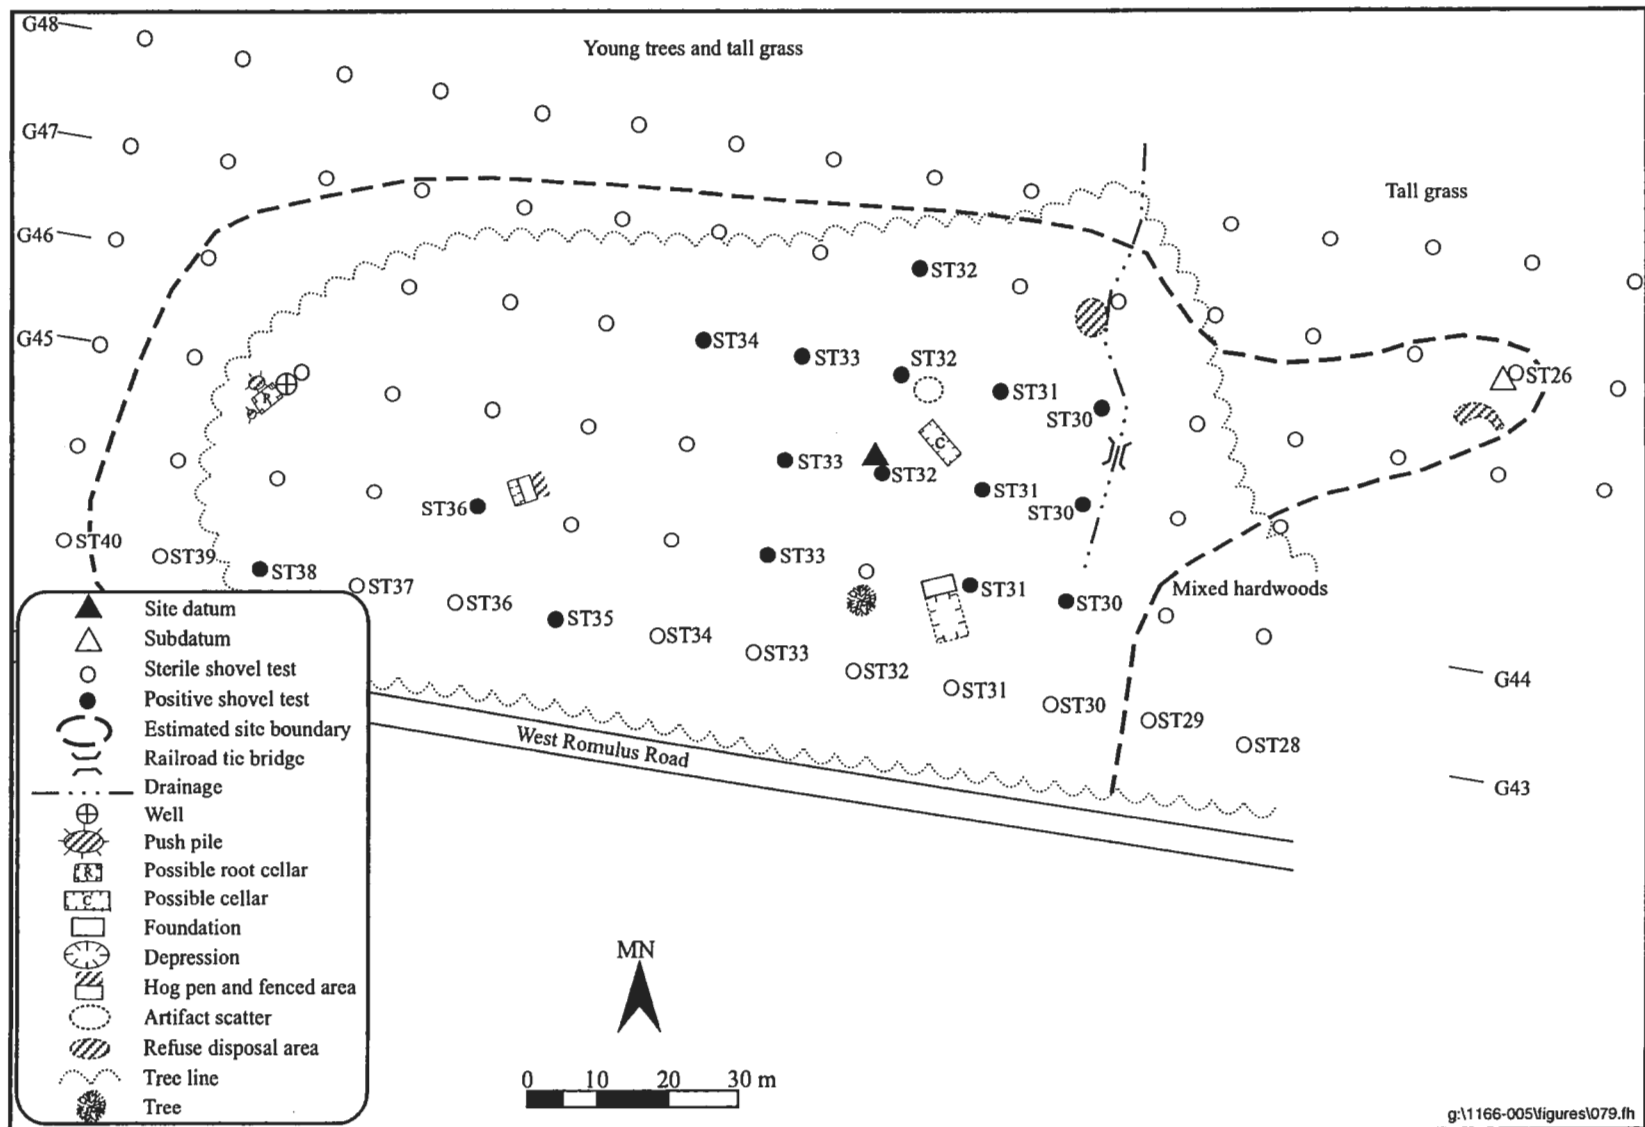 G48
Young trees and tall grass
G47
Tall grass
G46
ST32
G45
ST34
ST33
ST32
ST26
ST31
ST30
ST33
ST32
ST31
ST36
ST30
ST40
ST39
ST33
ST38
ST37
ST31
Mixed hardwoods
ST36
ST30
ST35
ST34
ST33
ST32
G44
ST31
ST30
ST29
ST28
West Romulus Road
G43
Site datum
Subdatum
Sterile shovel test
Positive shovel test
Estimated site boundary
Railroad tie bridge
Drainage
Well
Push pile
R
Possible root cellar
C
Possible cellar
Foundation
Depression
Hog pen and fenced area
Artifact scatter
Refuse disposal area
Tree line
Tree
R
C
MN
0 10 20 30 m
g:\1166-005\figures\079.fh